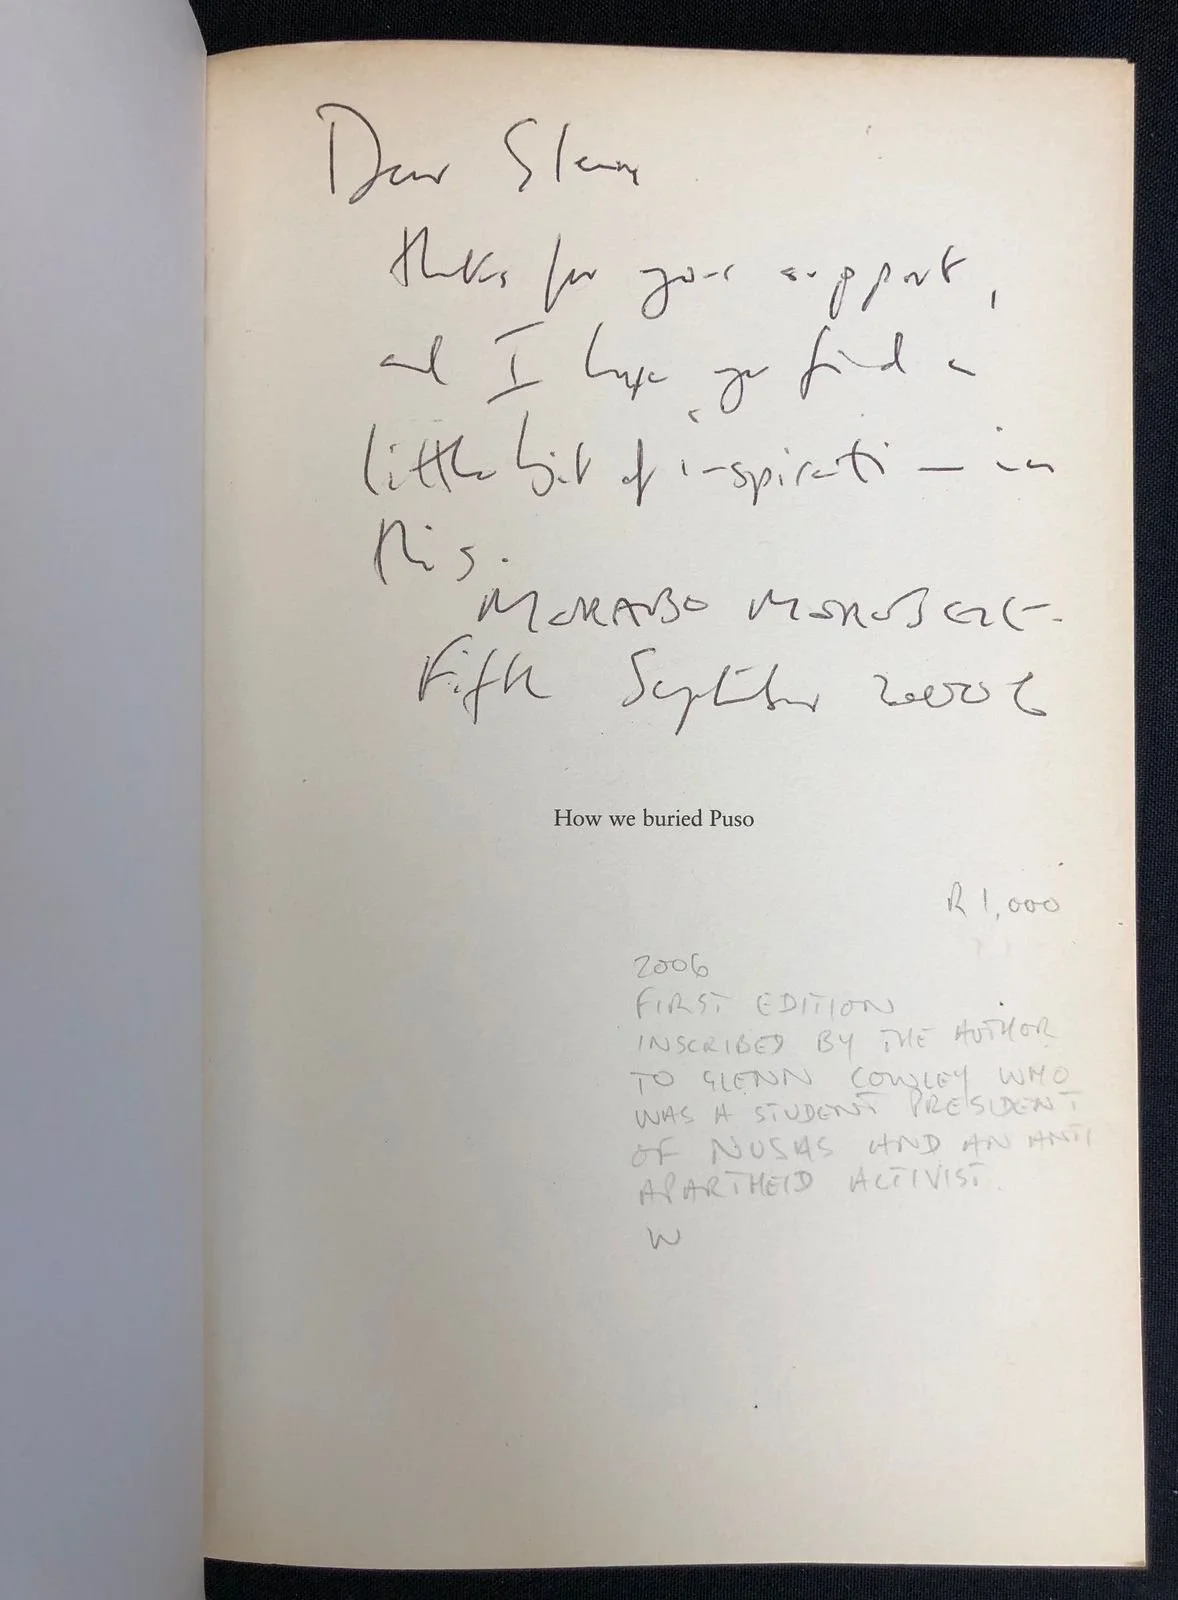 Dear Glenn
thanks for your support,
and I hope you find a
little bit of inspiration in
this.
MORABO MOROJELE.
Fifth September 2006
How we buried Puso
R1,000
2006
FIRST EDITION
INSCRIBED BY THE AUTHOR
TO GLENN COWLEY WHO
WAS A STUDENT PRESIDENT
OF NUSAS AND AN ANTI
APARTHEID ACTIVIST.
W